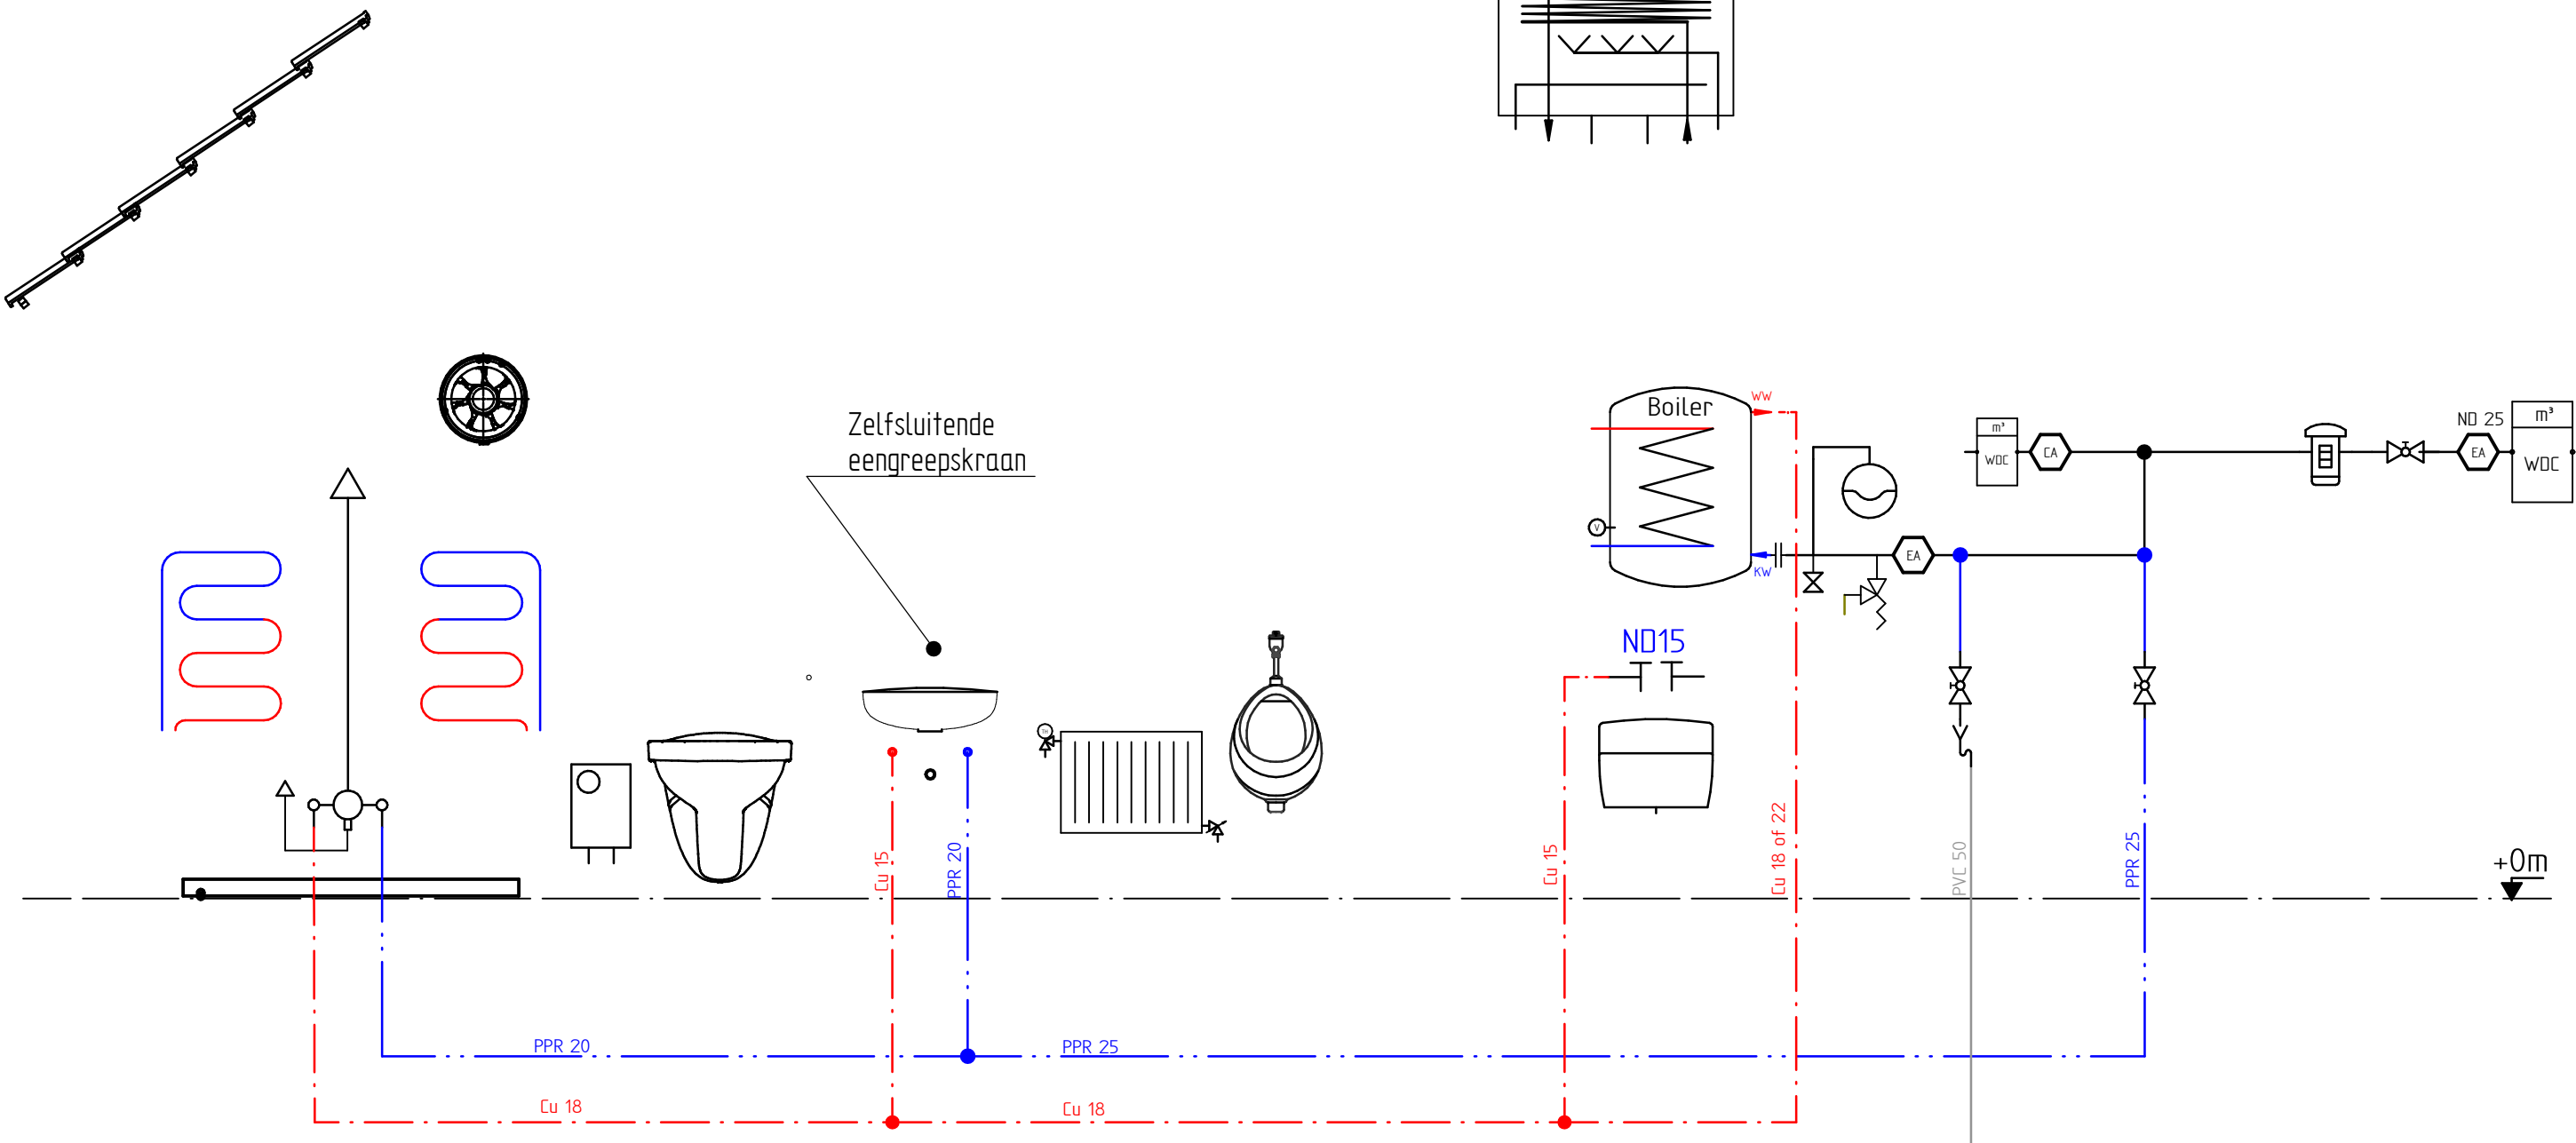 Zelfsluitende
eengreepskraan
Boiler
WW
KW
V
EA
m³
WDC
CA
ND 25
EA
m³
WDC
ND15
TH
Cu 15
PPR 20
Cu 15
Cu 18 of 22
PVC 50
PPR 25
+0m
PPR 20
PPR 25
Cu 18
Cu 18